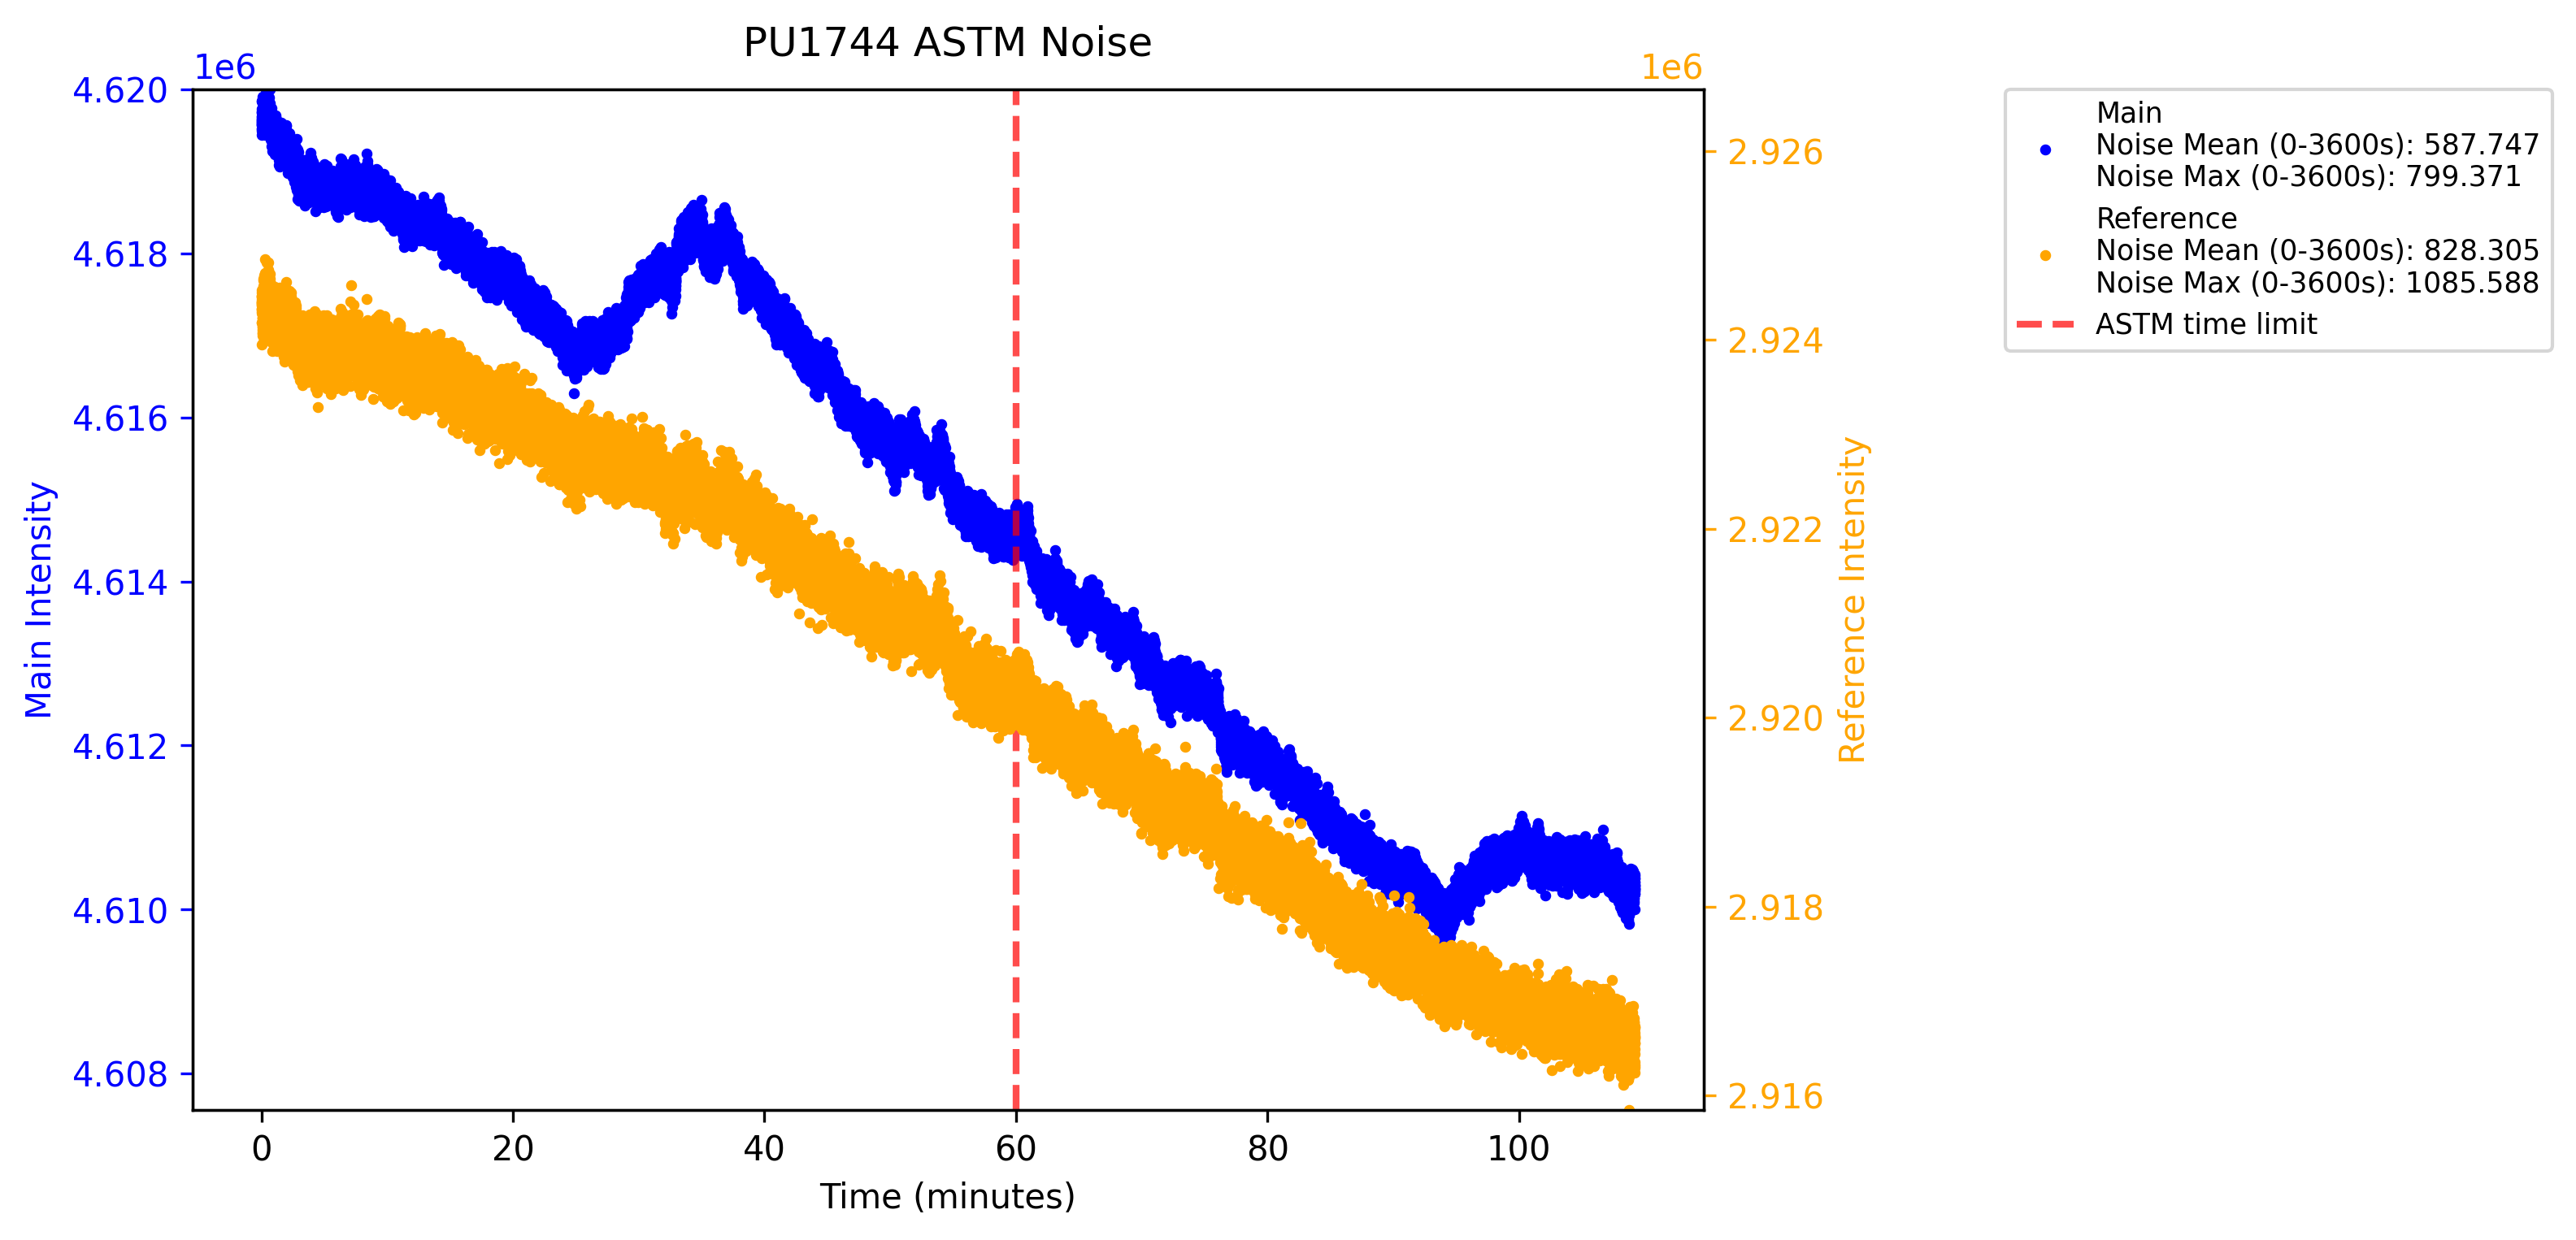 PU1744 ASTM Noise
1e6
1e6
4.620
4.618
4.616
4.614
4.612
4.610
4.608
Main Intensity
2.926
2.924
2.922
2.920
2.918
2.916
Reference Intensity
0
20
40
60
80
100
Time (minutes)
Main
Noise Mean (0-3600s): 587.747
Noise Max (0-3600s): 799.371
Reference
Noise Mean (0-3600s): 828.305
Noise Max (0-3600s): 1085.588
ASTM time limit